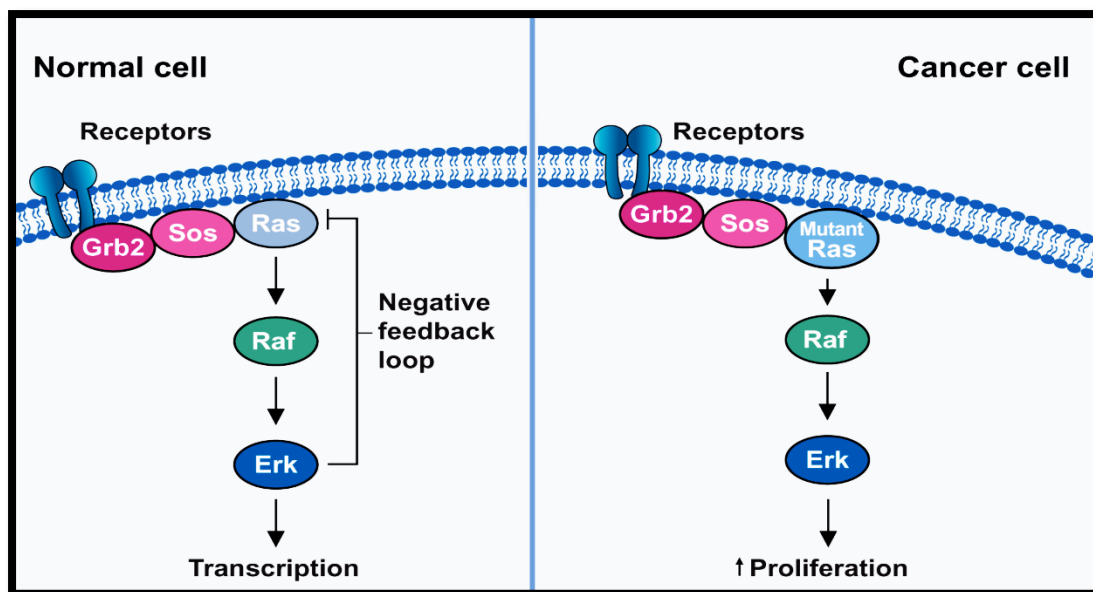 Normal cell
Receptors
Grb2
Sos
Ras
Raf
Negative
feedback
loop
Erk
Transcription
Cancer cell
Receptors
Grb2
Sos
Mutant
Ras
Raf
Erk
↑Proliferation